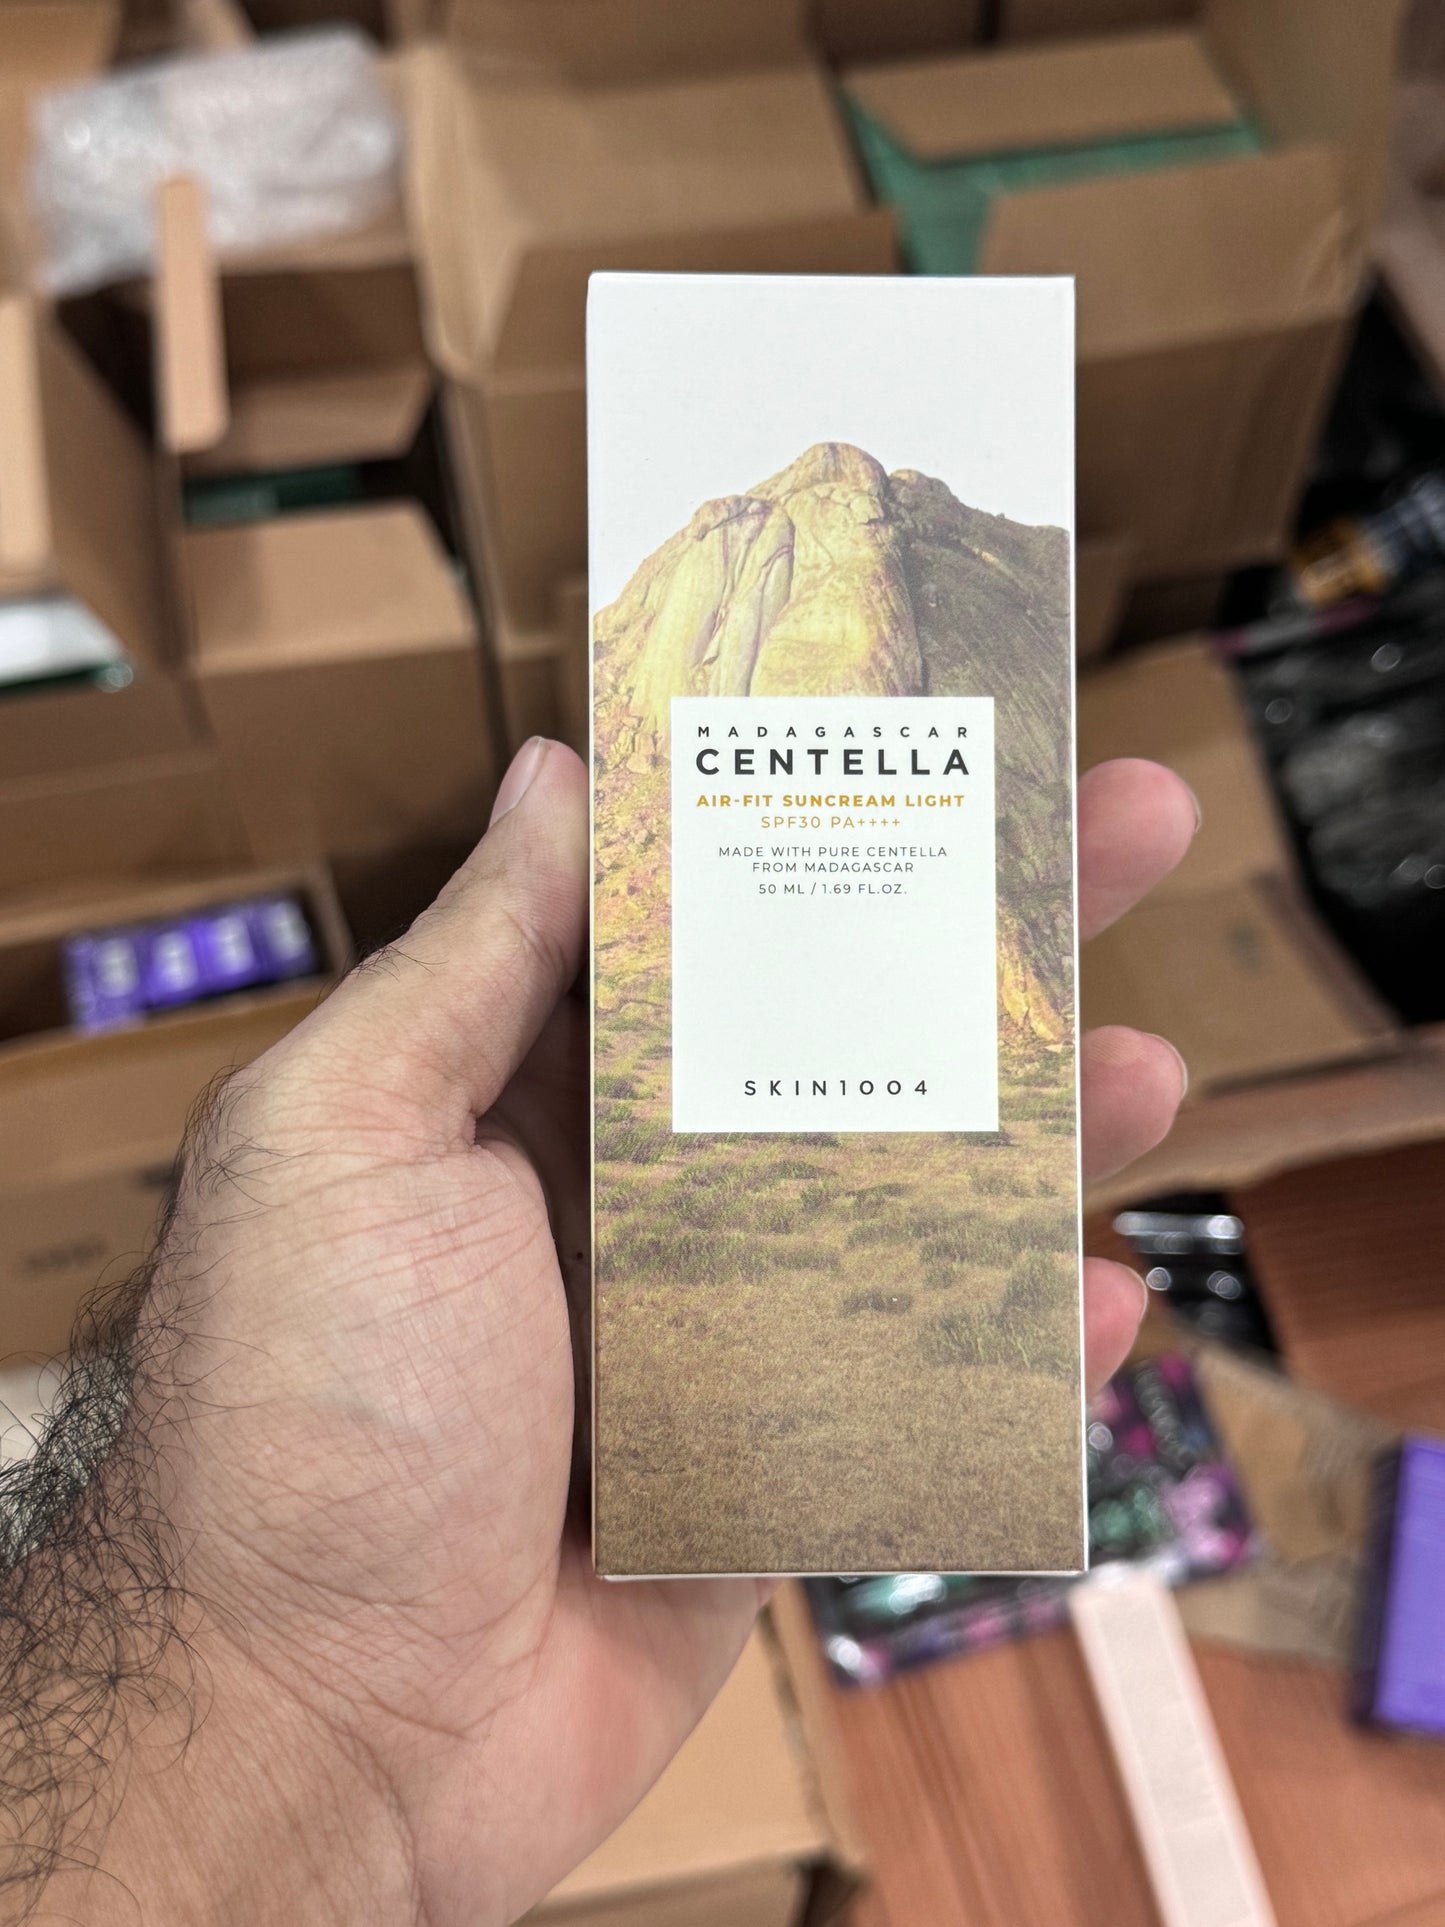 MADAGASCAR
CENTELLA
AIR-FIT SUNCREAM LIGHT
SPF30 PA++++
MADE WITH PURE CENTELLA
FROM MADAGASCAR
50 ML / 1.69 FL.OZ.
SKIN1004